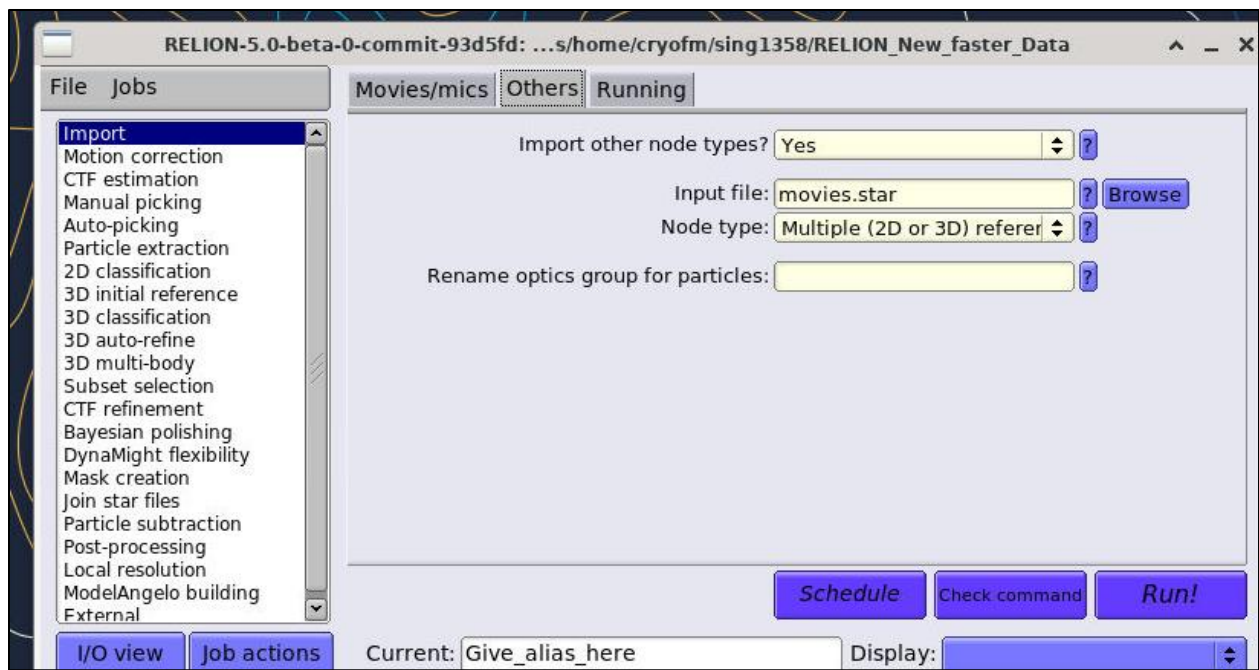 RELION-5.0-beta-0-commit-93d5fd: ...s/home/cryofm/sing1358/RELION_New_faster_Data
File Jobs
Movies/mics Others Running
Import
Motion correction
CTF estimation
Manual picking
Auto-picking
Particle extraction
2D classification
3D initial reference
3D classification
3D auto-refine
3D multi-body
Subset selection
CTF refinement
Bayesian polishing
DynaMight flexibility
Mask creation
Join star files
Particle subtraction
Post-processing
Local resolution
ModelAngelo building
External
Import other node types? Yes ?
Input file: movies.star ? Browse
Node type: Multiple (2D or 3D) referer ?
Rename optics group for particles: ?
Schedule Check command Run!
I/O view Job actions Current: Give_alias_here Display: